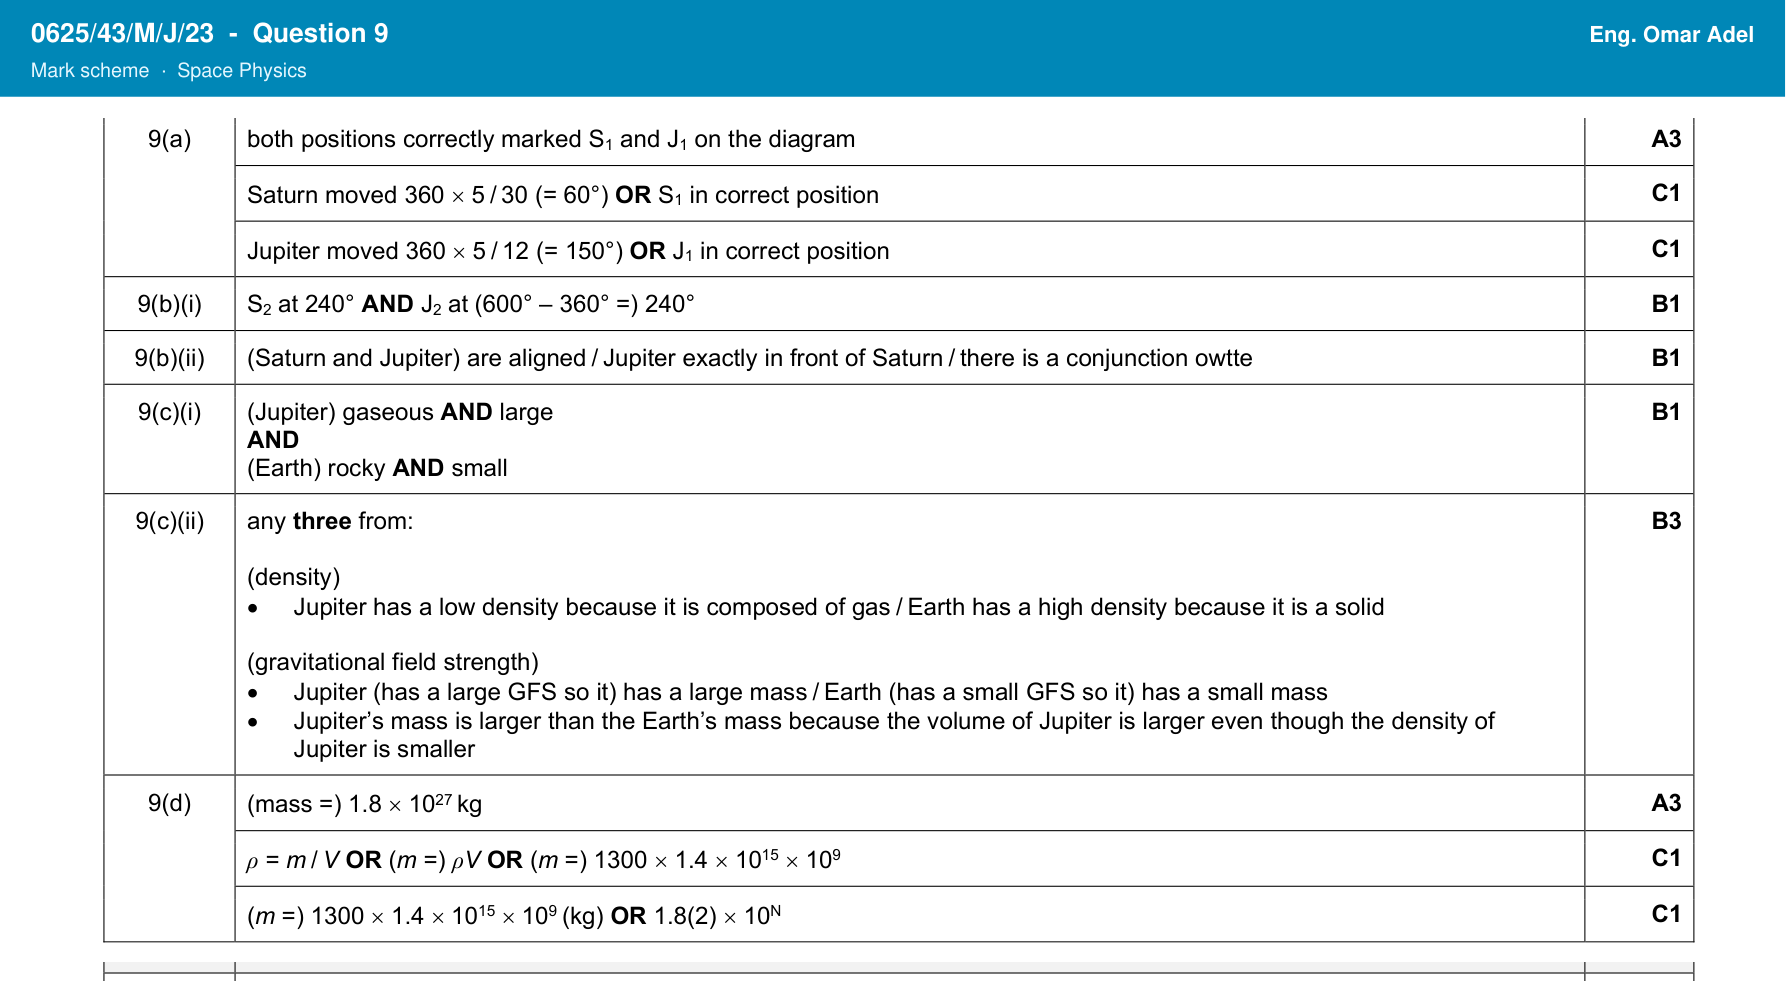 0625/43/M/J/23 - Question 9
Eng. Omar Adel
Mark scheme · Space Physics
9(a) both positions correctly marked S₁ and J₁ on the diagram A3
Saturn moved 360 × 5 / 30 (= 60°) OR S₁ in correct position C1
Jupiter moved 360 × 5 / 12 (= 150°) OR J₁ in correct position C1
9(b)(i) S₂ at 240° AND J₂ at (600° – 360° =) 240° B1
9(b)(ii) (Saturn and Jupiter) are aligned / Jupiter exactly in front of Saturn / there is a conjunction owtte B1
9(c)(i) (Jupiter) gaseous AND large B1
AND
(Earth) rocky AND small
9(c)(ii) any three from: B3
(density)
• Jupiter has a low density because it is composed of gas / Earth has a high density because it is a solid
(gravitational field strength)
• Jupiter (has a large GFS so it) has a large mass / Earth (has a small GFS so it) has a small mass
• Jupiter’s mass is larger than the Earth’s mass because the volume of Jupiter is larger even though the density of
Jupiter is smaller
9(d) (mass =) 1.8 × 10²⁷ kg A3
ρ = m / V OR (m =) ρV OR (m =) 1300 × 1.4 × 10¹⁵ × 10⁹ C1
(m =) 1300 × 1.4 × 10¹⁵ × 10⁹ (kg) OR 1.8(2) × 10ᴺ C1